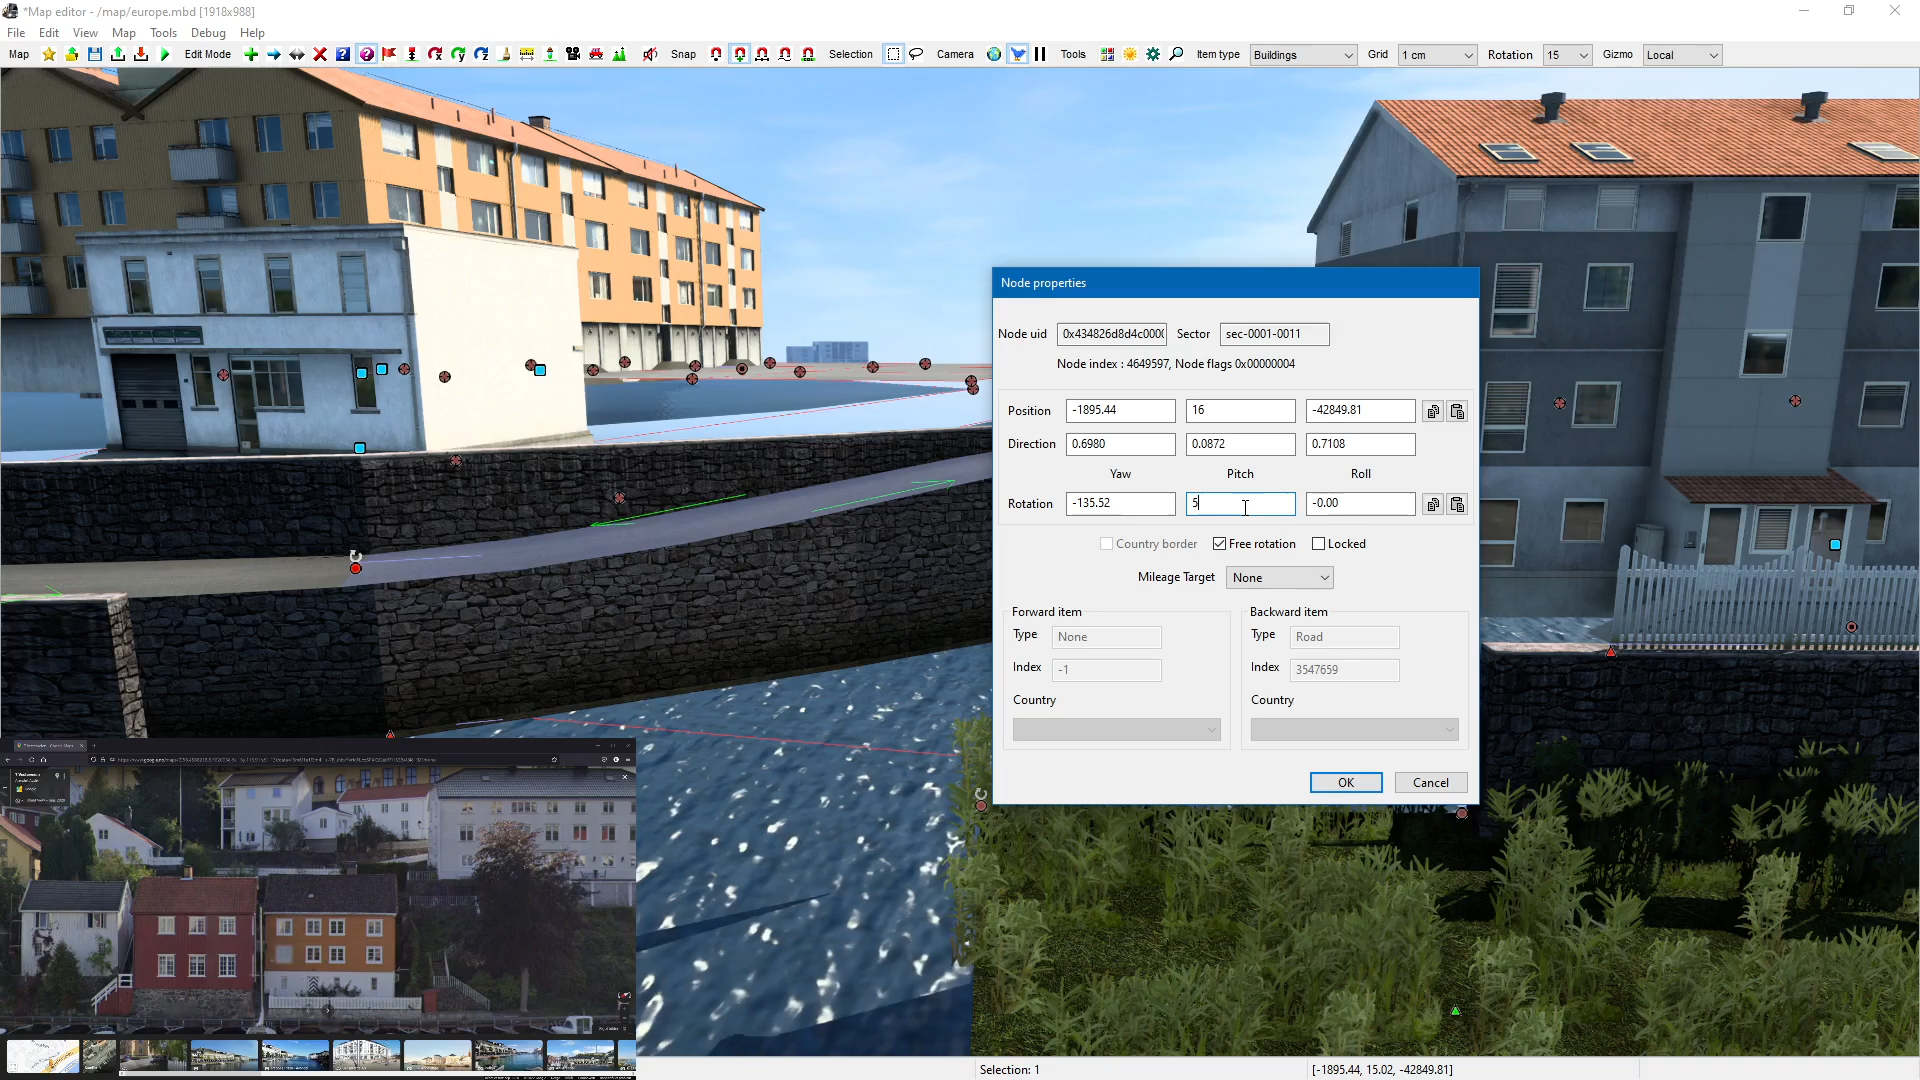 *Map editor - /map/europe.mbd [1918x988]
File Edit View Map Tools Debug Help
Map Edit Mode Snap Selection Camera Tools Item type Buildings Grid 1 cm Rotation 15 Gizmo Local
Node properties
Node uid 0x434826d8d4c0000 Sector sec-0001-0011
Node index : 4649597, Node flags 0x00000004
Position -1895.44 16 -42849.81
Direction 0.6980 0.0872 0.7108
Yaw Pitch Roll
Rotation -135.52 5 -0.00
Country border Free rotation Locked
Mileage Target None
Forward item Backward item
Type None Type Road
Index -1 Index 3547659
Country Country
OK Cancel
Selection: 1 [-1895.44, 15.02, -42849.81]